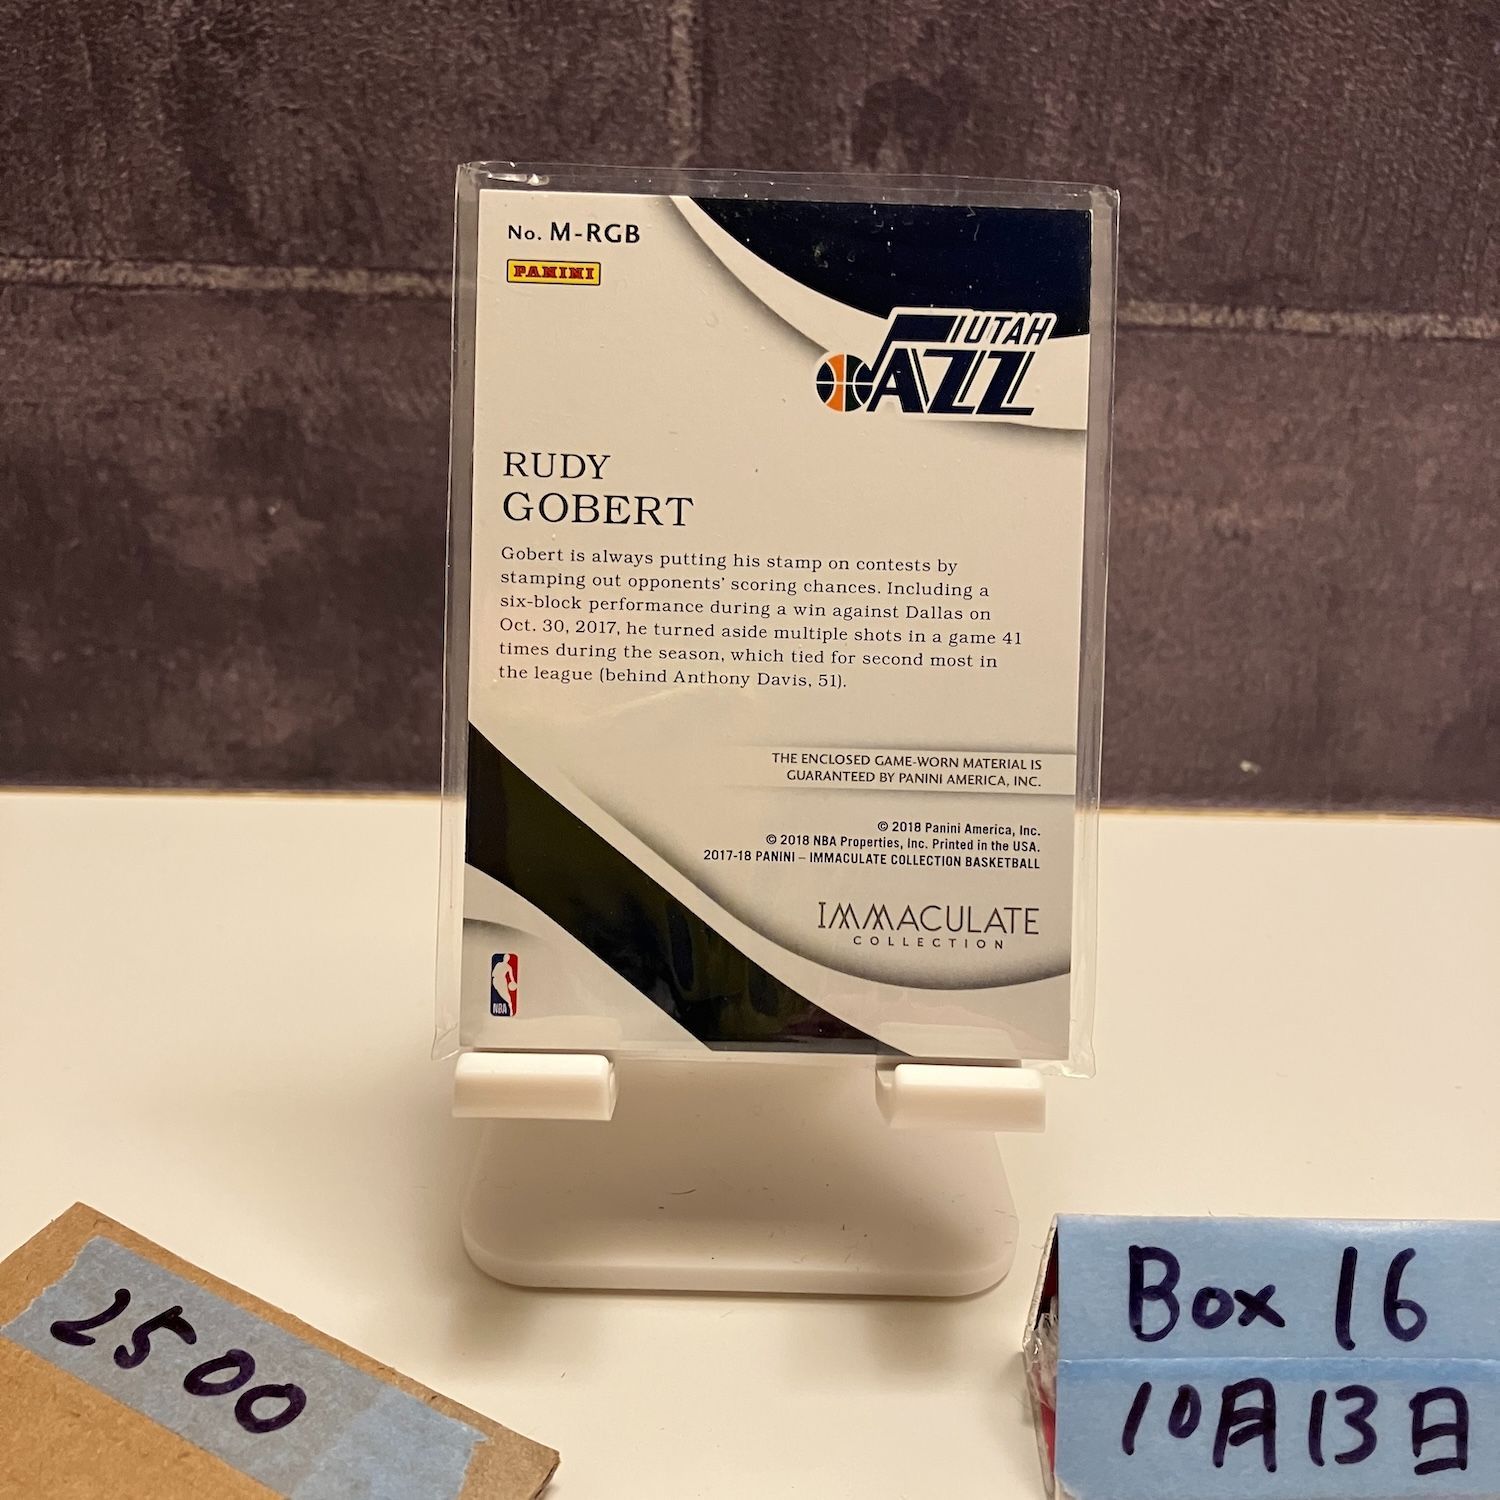 No. M-RGB
PANINI
UTAH
JAZZ
RUDY
GOBERT
Gobert is always putting his stamp on contests by
stamping out opponents' scoring chances. Including a
six-block performance during a win against Dallas on
Oct. 30, 2017, he turned aside multiple shots in a game 41
times during the season, which tied for second most in
the league (behind Anthony Davis, 51).
THE ENCLOSED GAME-WORN MATERIAL IS
GUARANTEED BY PANINI AMERICA, INC.
© 2018 Panini America, Inc.
© 2018 NBA Properties, Inc. Printed in the USA.
2017-18 PANINI – IMMACULATE COLLECTION BASKETBALL
IMMACULATE
COLLECTION
NBA
2500
Box 16
10月13日